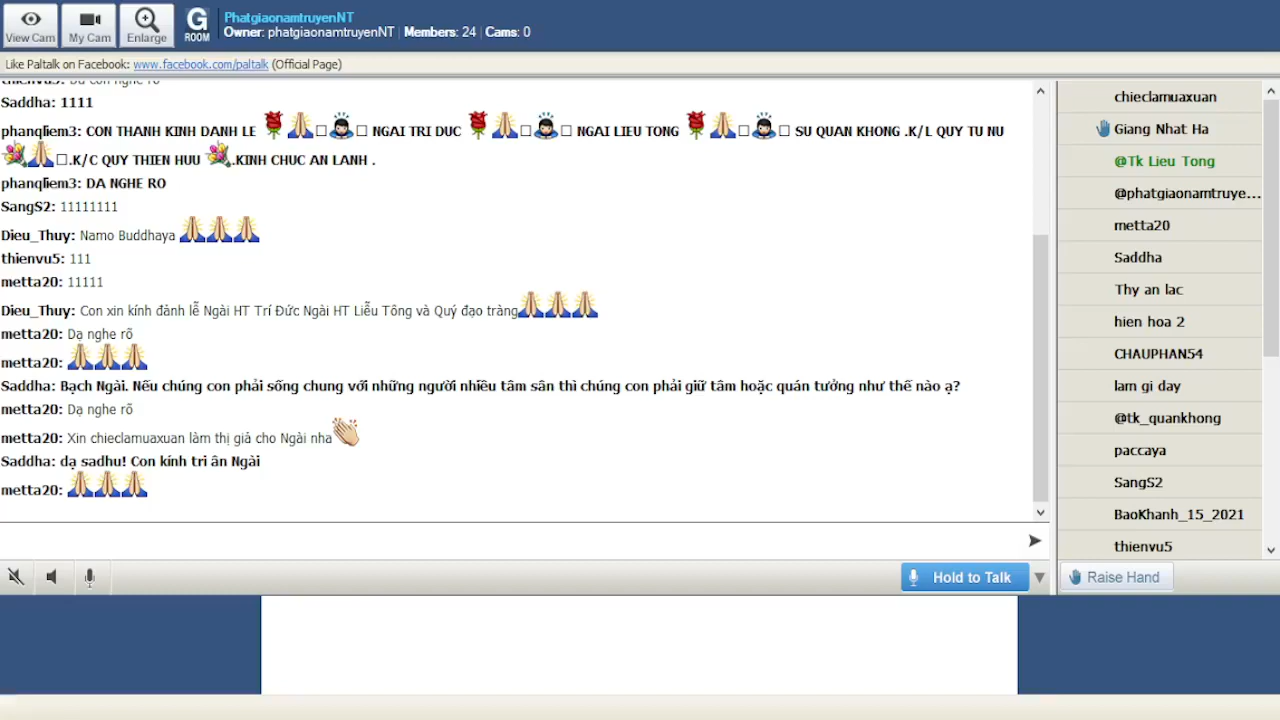 PhatgiaonamtruyenNT
Owner: phatgiaonamtruyenNT | Members: 24 | Cams: 0
View Cam
My Cam
Enlarge
G
ROOM
Like Paltalk on Facebook: www.facebook.com/paltalk (Official Page)
Saddha: 1111
phanqliem3: CON THANH KINH DANH LE 🌹🙏□🙇□ NGAI TRI DUC 🌹🙏□🙇□ NGAI LIEU TONG 🌹🙏□🙇□ SU QUAN KHONG .K/L QUY TU NU
💐🙏□.K/C QUY THIEN HUU 💐.KINH CHUC AN LANH .
phanqliem3: DA NGHE RO
SangS2: 11111111
Dieu_Thuy: Namo Buddhaya 🙏🙏🙏
thienvu5: 111
metta20: 11111
Dieu_Thuy: Con xin kính đảnh lễ Ngài HT Trí Đức Ngài HT Liễu Tông và Quý đạo tràng🙏🙏🙏
metta20: Dạ nghe rõ
metta20: 🙏🙏🙏
Saddha: Bạch Ngài. Nếu chúng con phải sống chung với những người nhiều tâm sân thì chúng con phải giữ tâm hoặc quán tưởng như thế nào ạ?
metta20: Dạ nghe rõ
metta20: Xin chieclamuaxuan làm thị giả cho Ngài nha👏
Saddha: dạ sadhu! Con kính tri ân Ngài
metta20: 🙏🙏🙏
Hold to Talk
chieclamuaxuan
Giang Nhat Ha
@Tk Lieu Tong
@phatgiaonamtruye...
metta20
Saddha
Thy an lac
hien hoa 2
CHAUPHAN54
lam gi day
@tk_quankhong
paccaya
SangS2
BaoKhanh_15_2021
thienvu5
Raise Hand